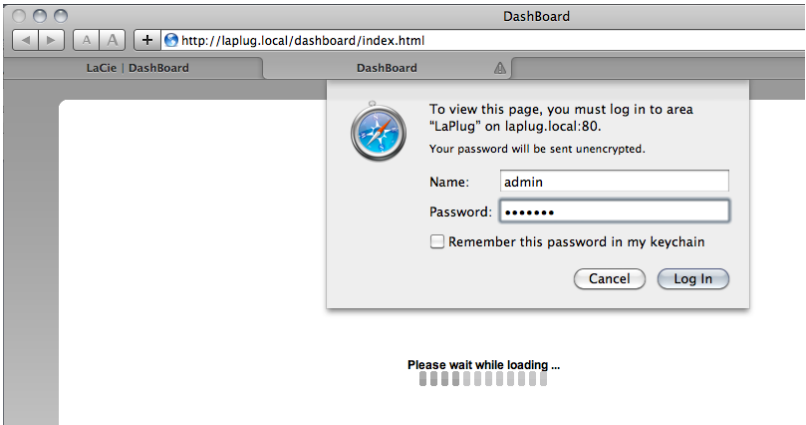 DashBoard
A A + http://laplug.local/dashboard/index.html
LaCie | DashBoard
DashBoard
To view this page, you must log in to area
“LaPlug” on laplug.local:80.
Your password will be sent unencrypted.
Name: admin
Password: •••••••
Remember this password in my keychain
Cancel Log In
Please wait while loading ...